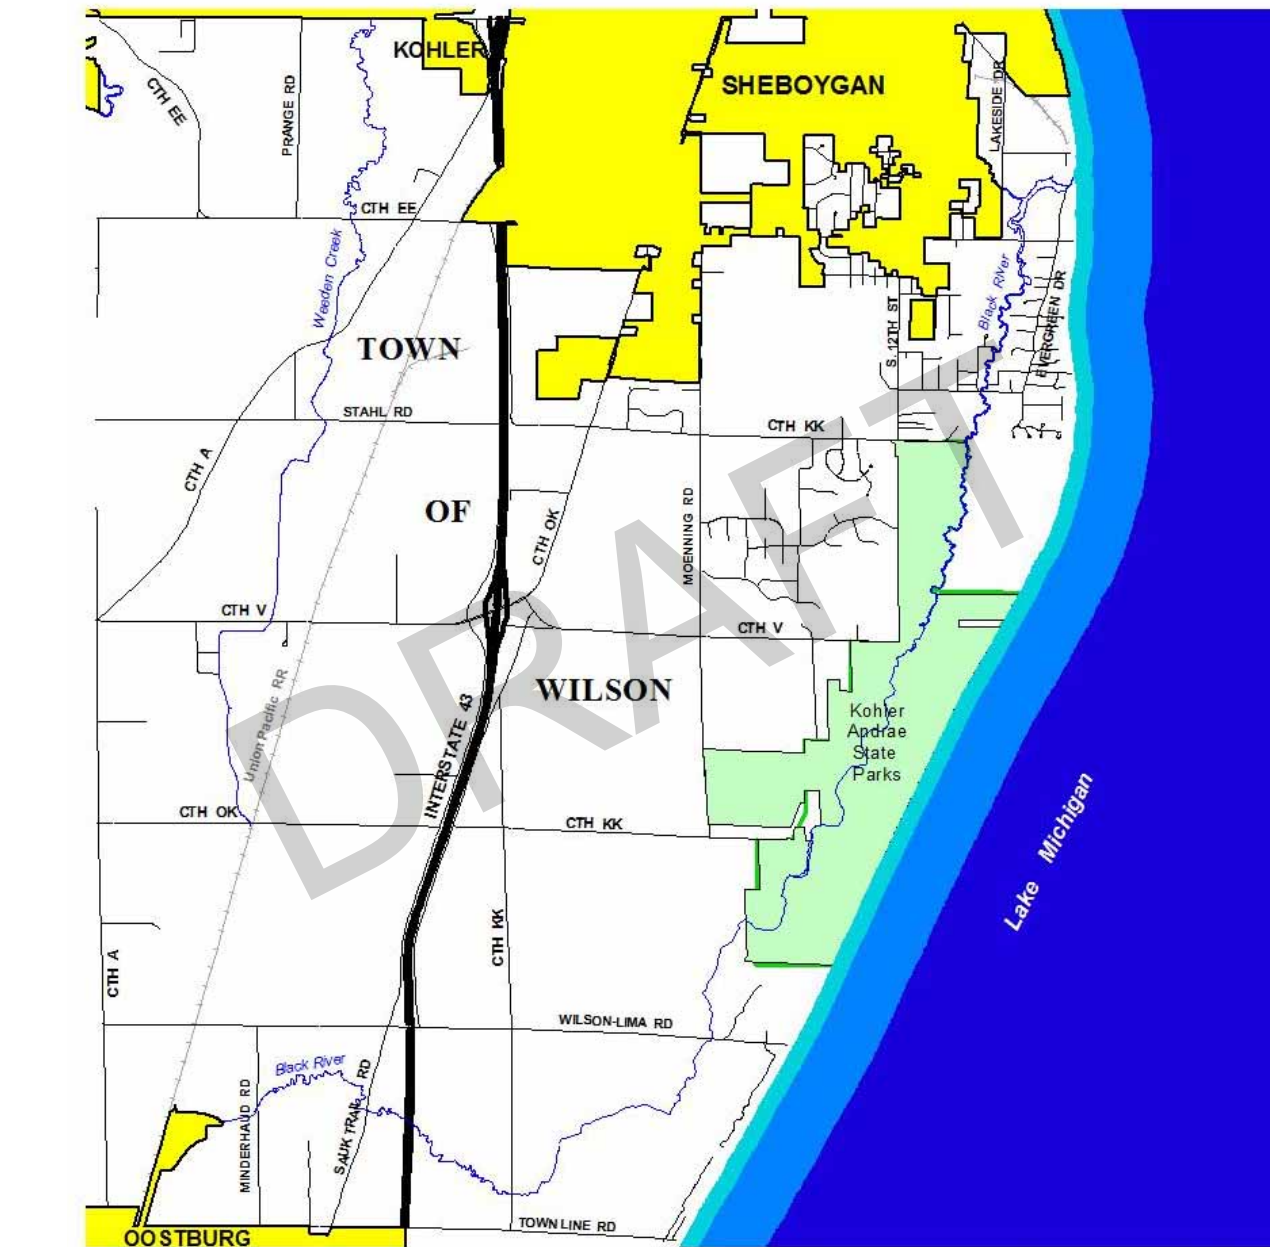 KOHLER
SHEBOYGAN
CTH EE
PRANGE RD
LAKESIDE DR
CTH EE
Weeden Creek
Black River
EVERGREEN DR
S. 12TH ST
TOWN
STAHL RD
CTH KK
CTH A
OF
MOENNING RD
CTH OK
DRAFT
CTH V
CTH V
Union Pacific RR
WILSON
INTERSTATE 43
Kohler
Andrae
State
Parks
CTH OK
CTH KK
Lake Michigan
CTH KK
CTH A
WILSON-LIMA RD
Black River
MINDERHAUD RD
SAUK TRAIL RD
TOWN LINE RD
OOSTBURG